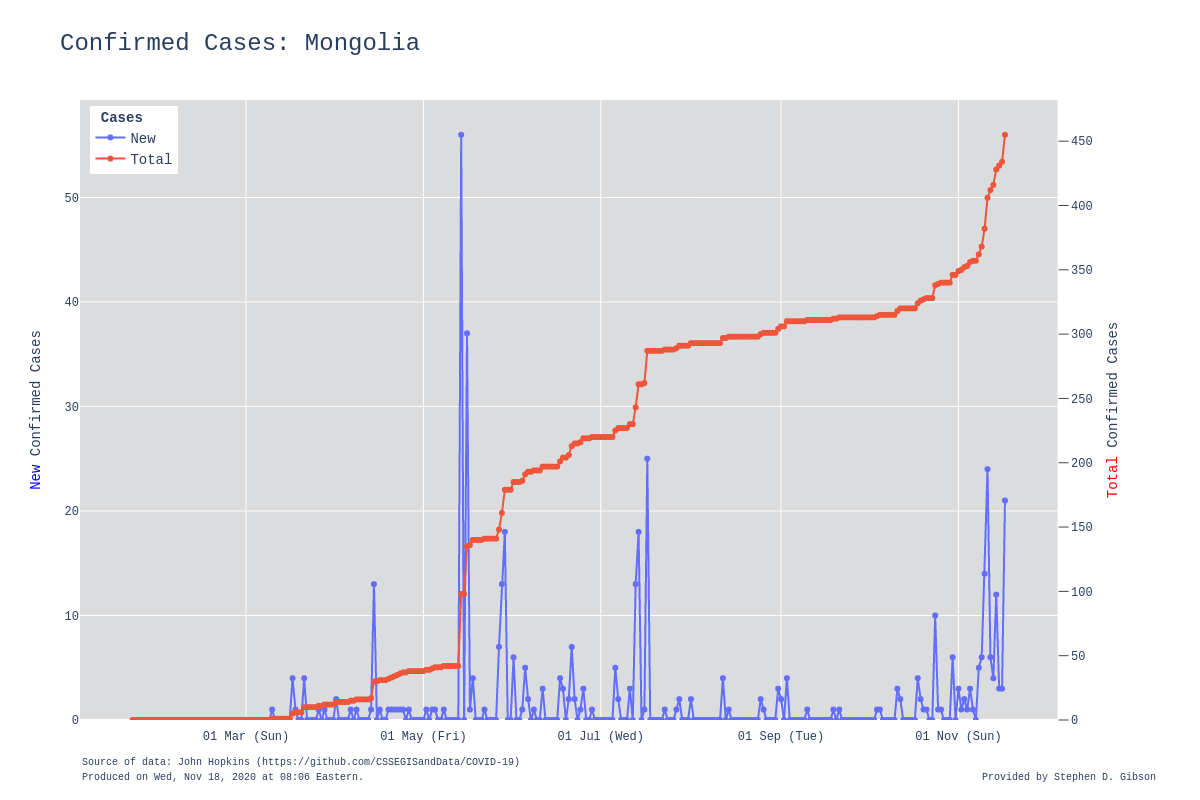 Confirmed Cases: Mongolia
Cases
New
Total
50
40
30
20
10
0
New Confirmed Cases
450
400
350
300
250
200
150
100
50
0
Total Confirmed Cases
01 Mar (Sun)
01 May (Fri)
01 Jul (Wed)
01 Sep (Tue)
01 Nov (Sun)
Source of data: John Hopkins (https://github.com/CSSEGISandData/COVID-19)
Produced on Wed, Nov 18, 2020 at 08:06 Eastern.
Provided by Stephen D. Gibson